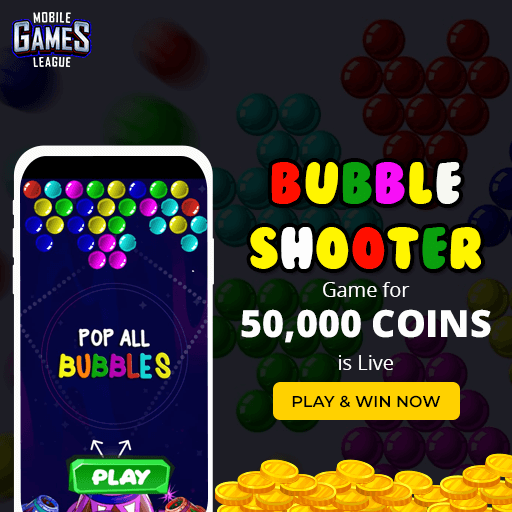 MOBILE
GAMES
LEAGUE
BUBBLE
SHOOTER
Game for
50,000 COINS
is Live
PLAY & WIN NOW
POP ALL
BUBBLES
PLAY